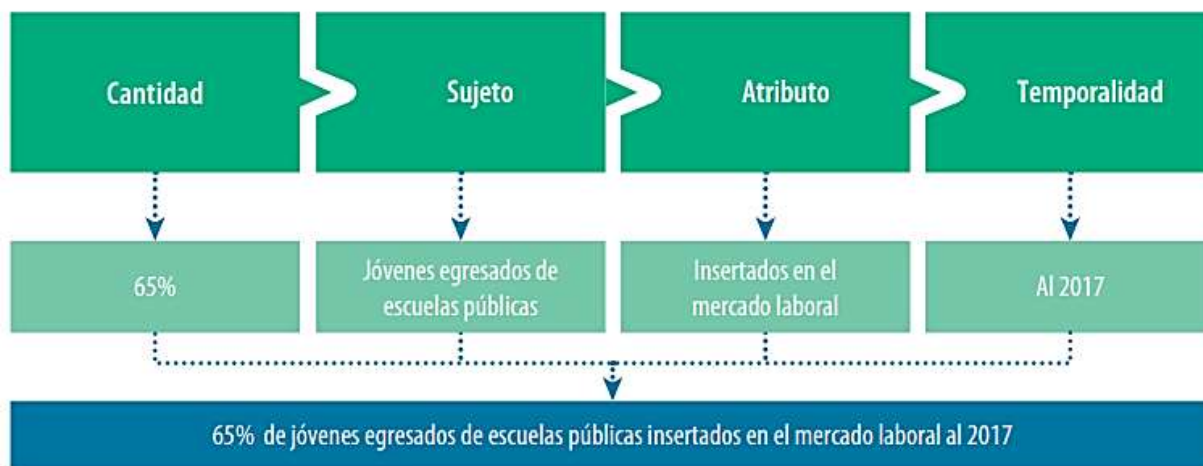 Cantidad
Sujeto
Atributo
Temporalidad
65%
Jóvenes egresados de
escuelas públicas
Insertados en el
mercado laboral
Al 2017
65% de jóvenes egresados de escuelas públicas insertados en el mercado laboral al 2017